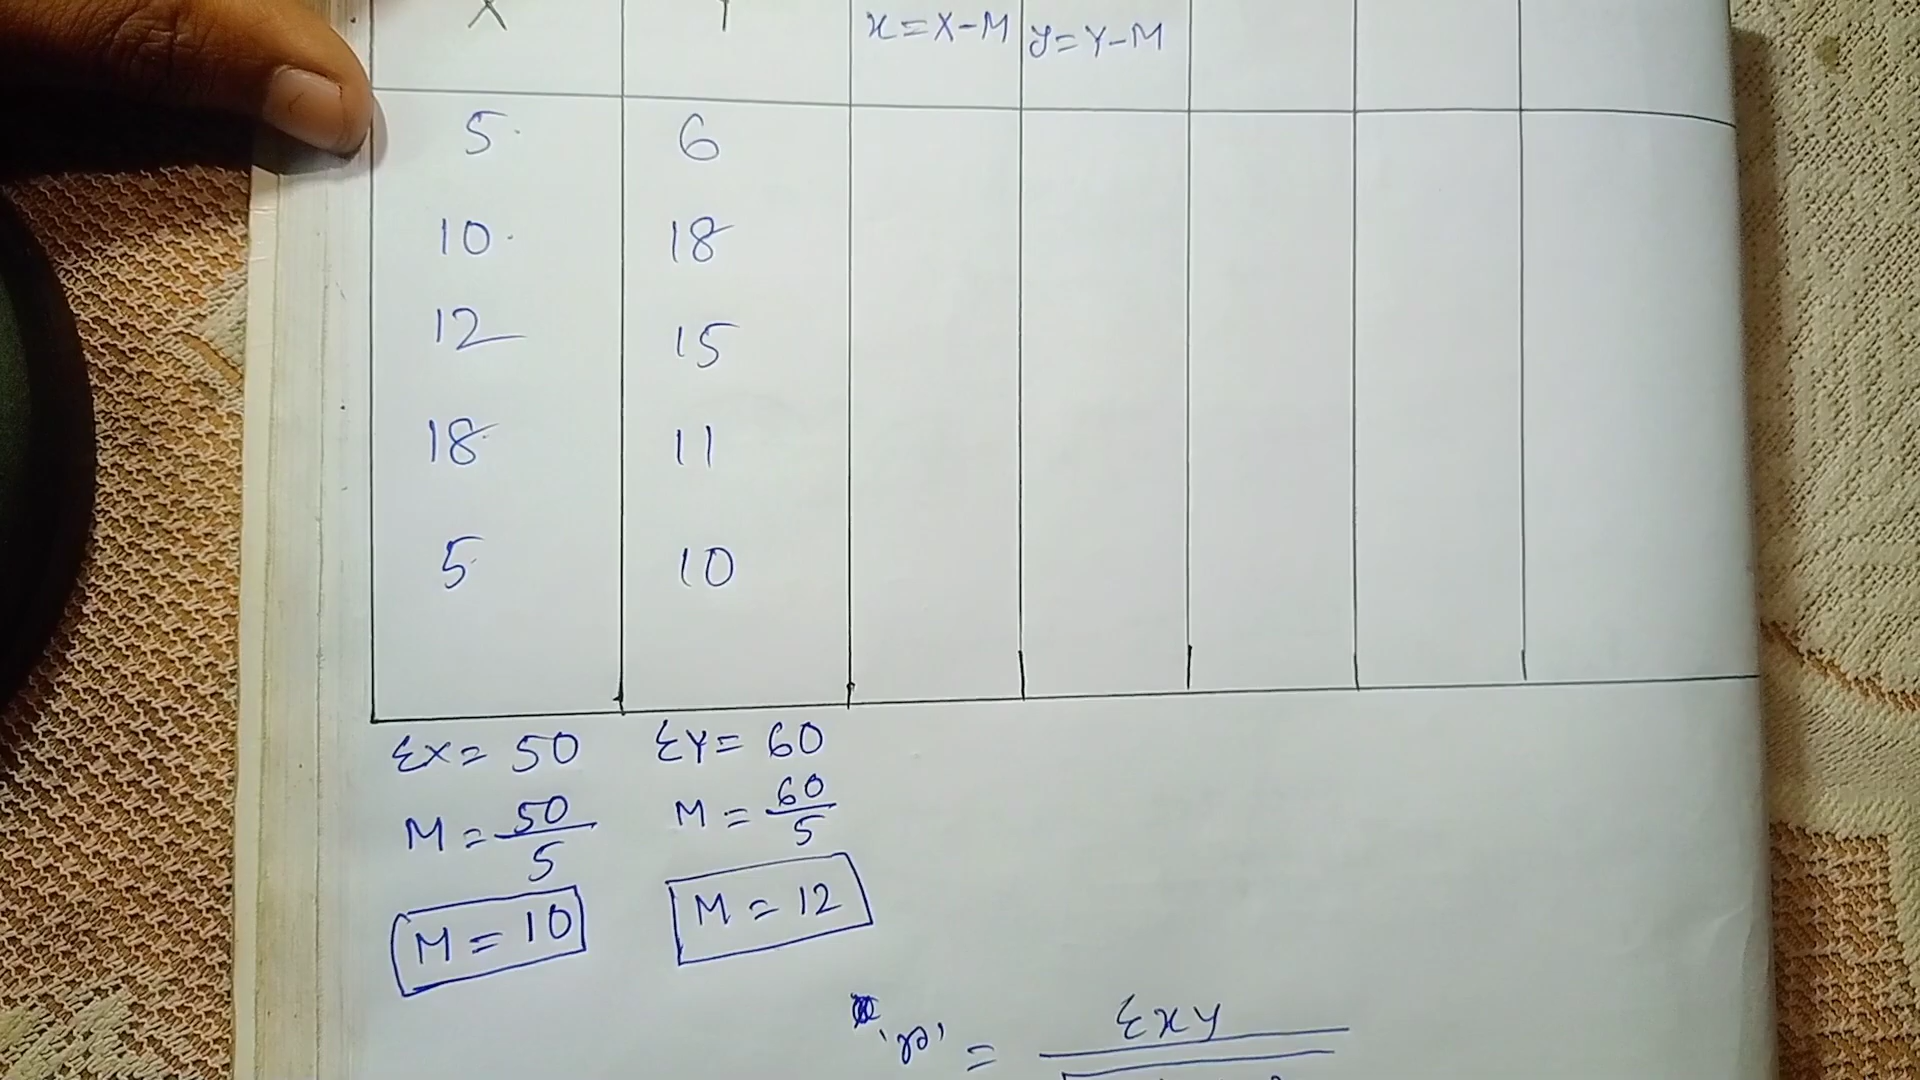 X Y x=X-M y=Y-M
5 6
10 18
12 15
18 11
5 10
ΣX= 50 ΣY= 60
M = 50/5 M = 60/5
M = 10 M = 12
'r' = Σxy